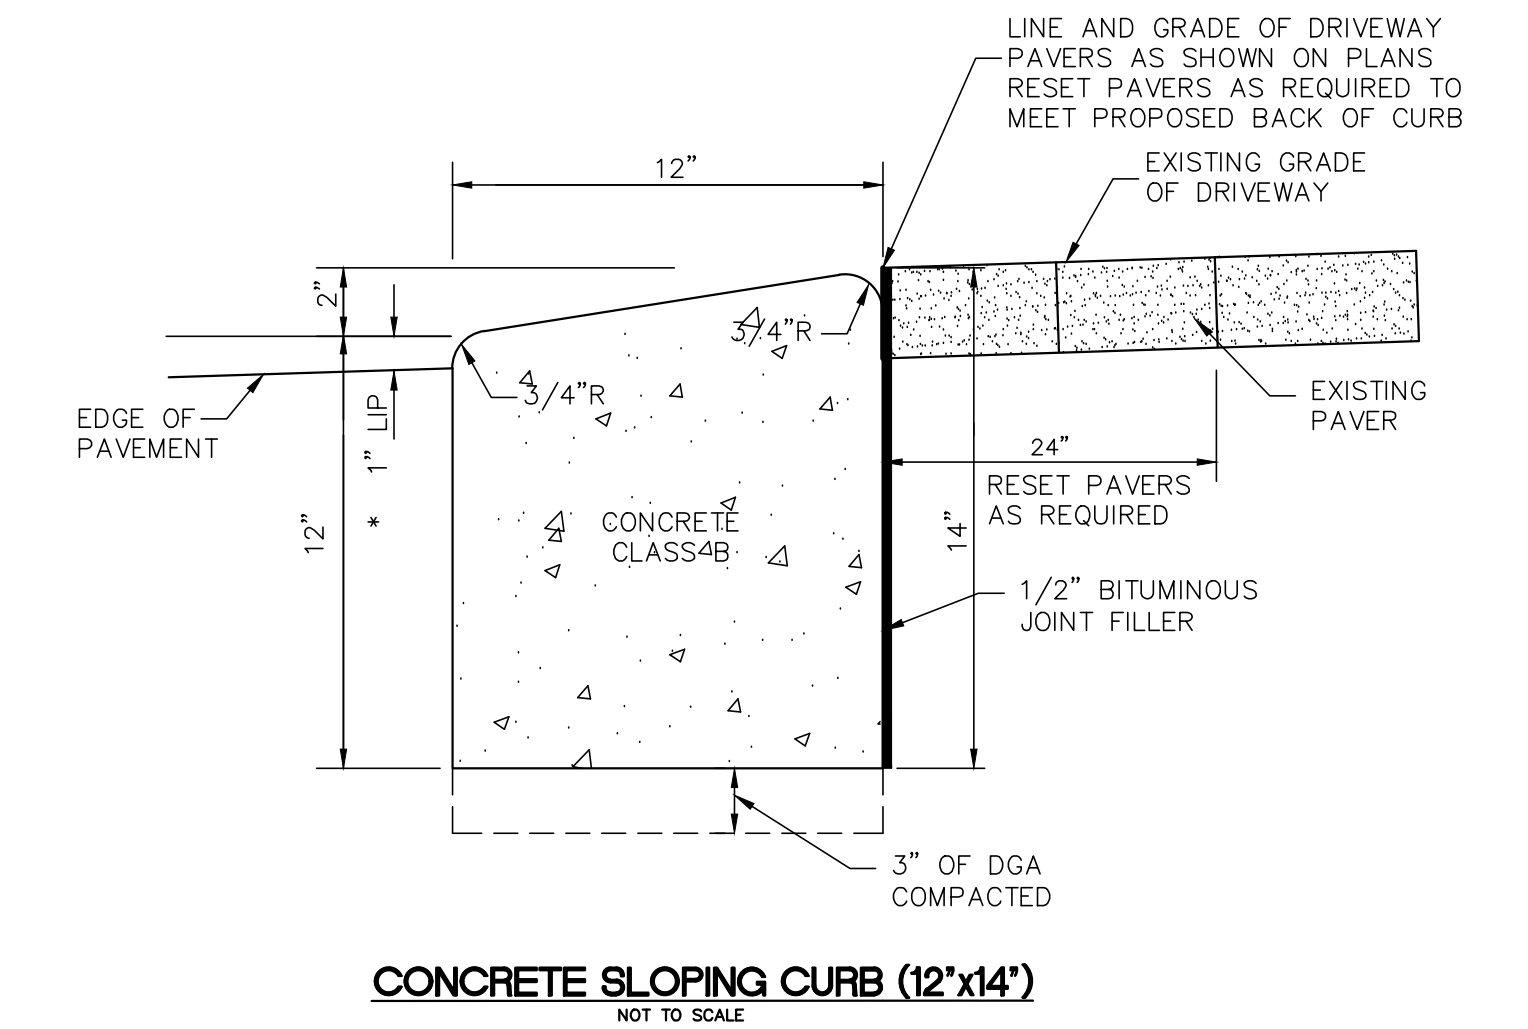 LINE AND GRADE OF DRIVEWAY
PAVERS AS SHOWN ON PLANS
RESET PAVERS AS REQUIRED TO
MEET PROPOSED BACK OF CURB
12”
EXISTING GRADE
OF DRIVEWAY
2”
3/4”R
3/4”R
EDGE OF
PAVEMENT
* 1” LIP
EXISTING
PAVER
24”
RESET PAVERS
AS REQUIRED
12”
14”
CONCRETE
CLASS B
1/2” BITUMINOUS
JOINT FILLER
3” OF DGA
COMPACTED
CONCRETE SLOPING CURB (12”x14”)
NOT TO SCALE